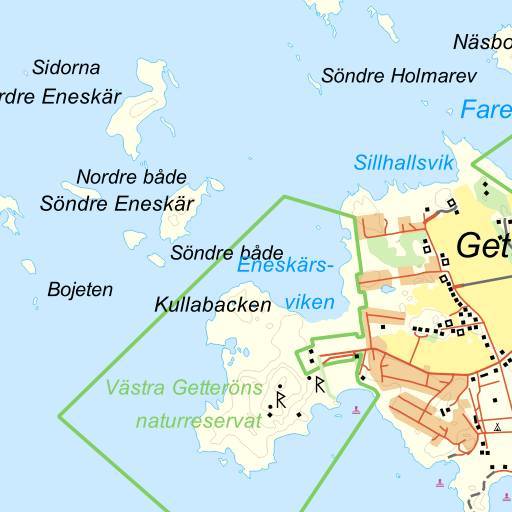 Näsbo
Sidorna
Söndre Holmarev
rdre Eneskär
Fare
Sillhallsvik
Nordre både
Söndre Eneskär
Get
Söndre både
Eneskärs-
viken
Bojeten
Kullabacken
Västra Getteröns
naturreservat
R
R